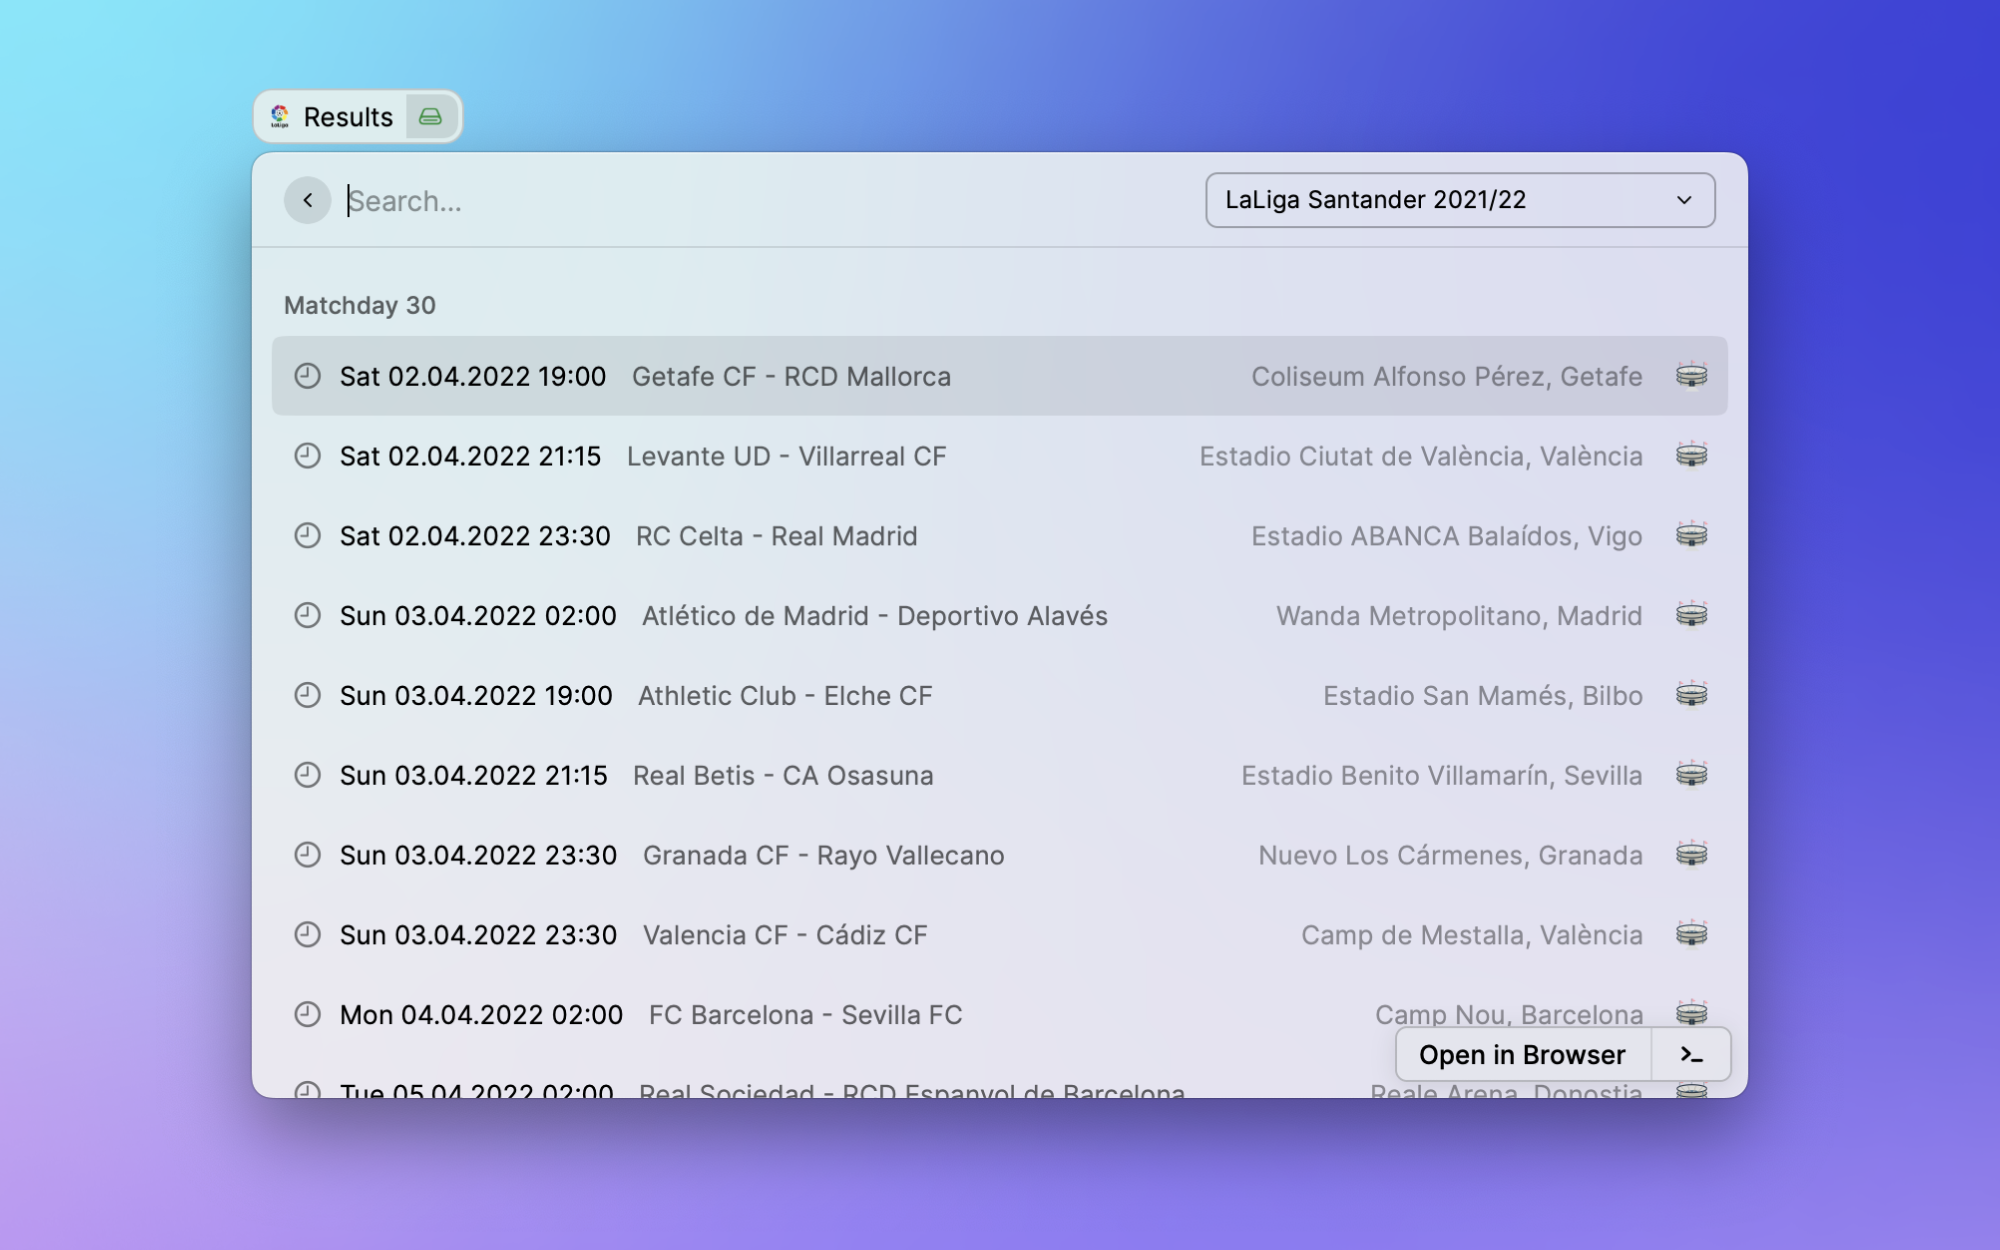 Results
Search...
LaLiga Santander 2021/22
Matchday 30
Sat 02.04.2022 19:00 Getafe CF - RCD Mallorca Coliseum Alfonso Pérez, Getafe
Sat 02.04.2022 21:15 Levante UD - Villarreal CF Estadio Ciutat de València, València
Sat 02.04.2022 23:30 RC Celta - Real Madrid Estadio ABANCA Balaídos, Vigo
Sun 03.04.2022 02:00 Atlético de Madrid - Deportivo Alavés Wanda Metropolitano, Madrid
Sun 03.04.2022 19:00 Athletic Club - Elche CF Estadio San Mamés, Bilbo
Sun 03.04.2022 21:15 Real Betis - CA Osasuna Estadio Benito Villamarín, Sevilla
Sun 03.04.2022 23:30 Granada CF - Rayo Vallecano Nuevo Los Cármenes, Granada
Sun 03.04.2022 23:30 Valencia CF - Cádiz CF Camp de Mestalla, València
Mon 04.04.2022 02:00 FC Barcelona - Sevilla FC Camp Nou, Barcelona
Open in Browser
Tue 05.04.2022 02:00 Real Sociedad - RCD Espanyol de Barcelona Reale Arena, Donostia